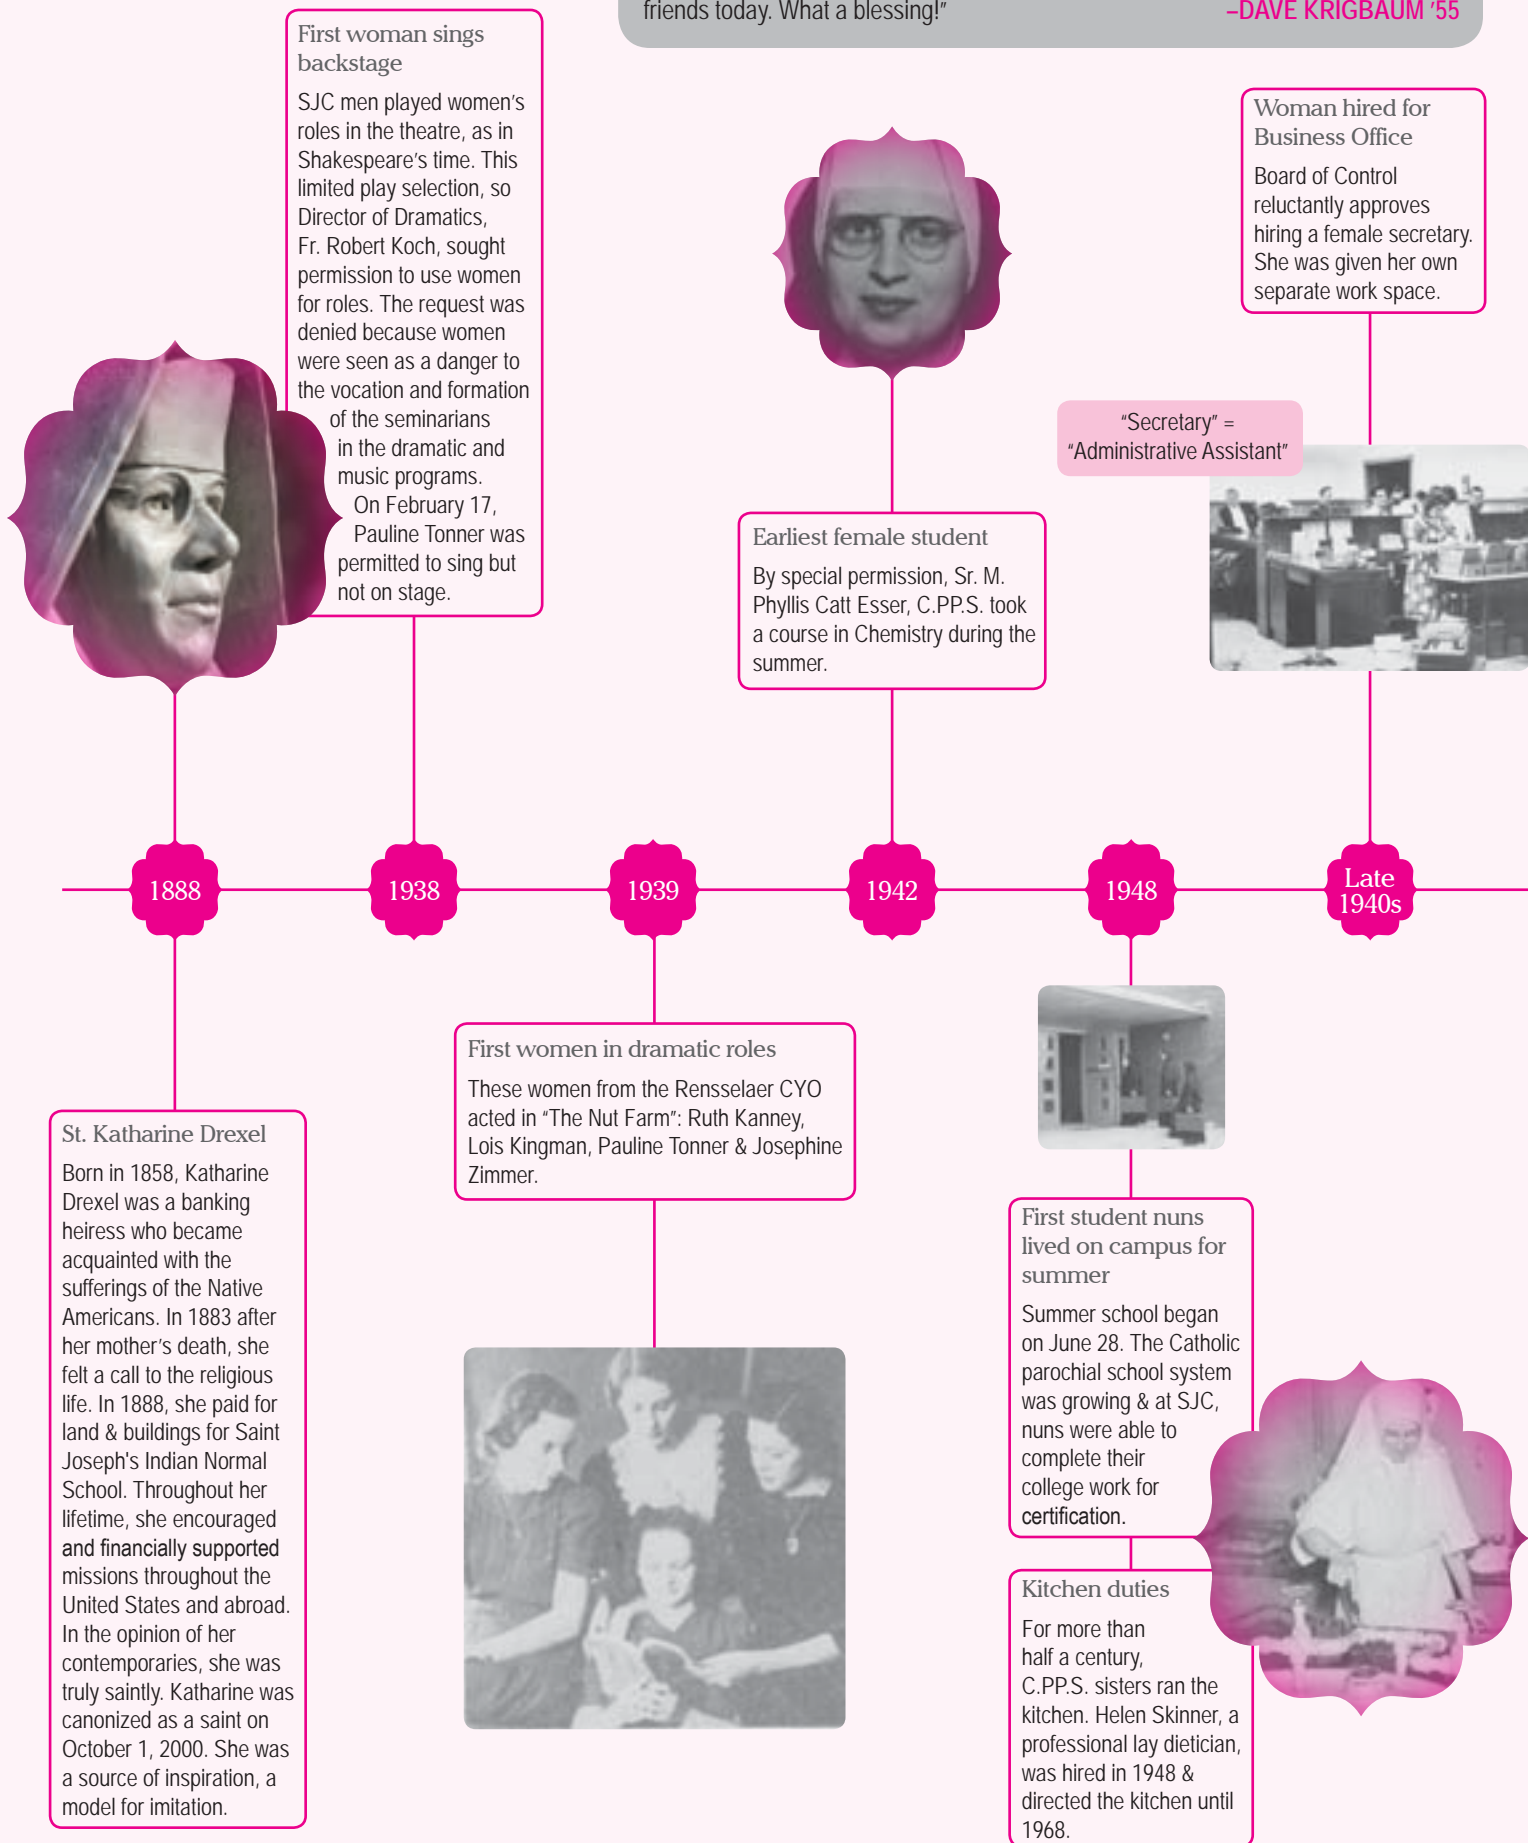 friends today. What a blessing!”
–DAVE KRIGBAUM ’55
First woman sings
backstage
SJC men played women’s
roles in the theatre, as in
Shakespeare’s time. This
limited play selection, so
Director of Dramatics,
Fr. Robert Koch, sought
permission to use women
for roles. The request was
denied because women
were seen as a danger to
the vocation and formation
of the seminarians
in the dramatic and
music programs.
On February 17,
Pauline Tonner was
permitted to sing but
not on stage.
Earliest female student
By special permission, Sr. M.
Phyllis Catt Esser, C.PP.S. took
a course in Chemistry during the
summer.
Woman hired for
Business Office
Board of Control
reluctantly approves
hiring a female secretary.
She was given her own
separate work space.
“Secretary” =
“Administrative Assistant”
1888
1938
1939
1942
1948
Late
1940s
St. Katharine Drexel
Born in 1858, Katharine
Drexel was a banking
heiress who became
acquainted with the
sufferings of the Native
Americans. In 1883 after
her mother’s death, she
felt a call to the religious
life. In 1888, she paid for
land & buildings for Saint
Joseph's Indian Normal
School. Throughout her
lifetime, she encouraged
and financially supported
missions throughout the
United States and abroad.
In the opinion of her
contemporaries, she was
truly saintly. Katharine was
canonized as a saint on
October 1, 2000. She was
a source of inspiration, a
model for imitation.
First women in dramatic roles
These women from the Rensselaer CYO
acted in “The Nut Farm”: Ruth Kanney,
Lois Kingman, Pauline Tonner & Josephine
Zimmer.
First student nuns
lived on campus for
summer
Summer school began
on June 28. The Catholic
parochial school system
was growing & at SJC,
nuns were able to
complete their
college work for
certification.
Kitchen duties
For more than
half a century,
C.PP.S. sisters ran the
kitchen. Helen Skinner, a
professional lay dietician,
was hired in 1948 &
directed the kitchen until
1968.